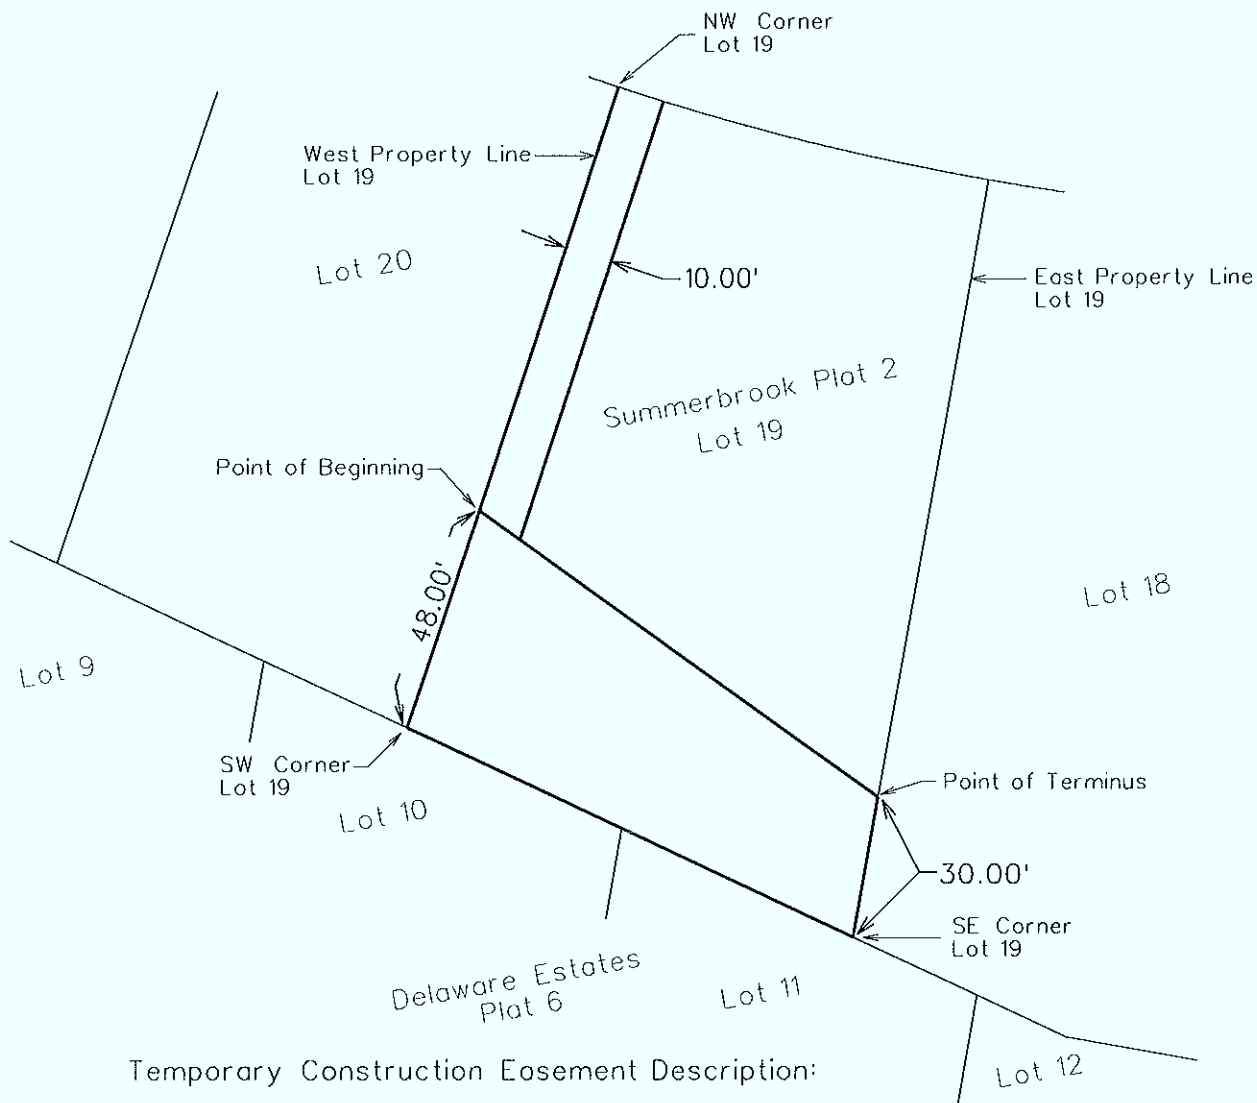 NW Corner
Lot 19
West Property Line
Lot 19
Lot 20
10.00'
East Property Line
Lot 19
Summerbrook Plat 2
Lot 19
Point of Beginning
48.00'
Lot 18
Lot 9
SW Corner
Lot 19
Lot 10
Point of Terminus
30.00'
SE Corner
Lot 19
Delaware Estates
Plat 6
Lot 11
Lot 12
Temporary Construction Easement Description: